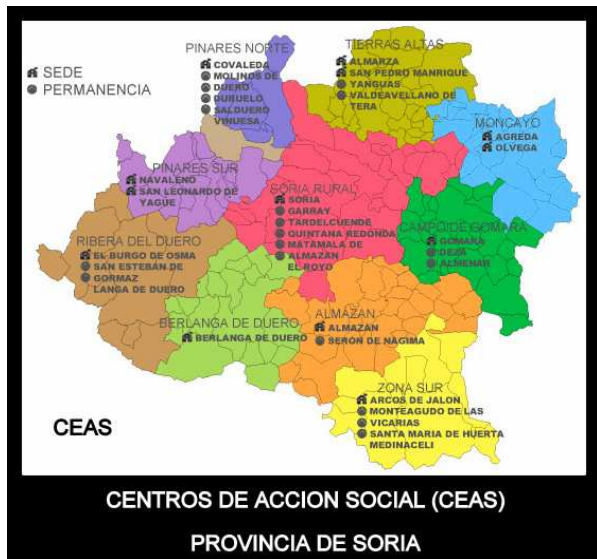 SEDE
PERMANENCIA
PINARES NORTE
COVALEDA
MOLINOS DE
DUERO
DURUELO
SALDUERO
VINUESA
TIERRAS ALTAS
ALMARZA
SAN PEDRO MANRIQUE
YANGUAS
VALDEAVELLANO DE
TERA
MONCAYO
AGREDA
OLVEGA
PINARES SUR
NAVALENO
SAN LEONARDO DE
YAGUE
SORIA RURAL
SORIA
GARRAY
TARDELCUENDE
QUINTANA REDONDA
MATAMALA DE
ALMAZAN
EL ROYO
CAMPO DE GOMARA
GOMARA
DEZA
ALMENAR
RIBERA DEL DUERO
EL BURGO DE OSMA
SAN ESTEBAN DE
GORMAZ
LANGA DE DUERO
BERLANGA DE DUERO
BERLANGA DE DUERO
ALMAZAN
ALMAZAN
SERON DE NAGIMA
ZONA SUR
ARCOS DE JALON
MONTEAGUDO DE LAS
VICARIAS
SANTA MARIA DE HUERTA
MEDINACELI
CEAS
CENTROS DE ACCION SOCIAL (CEAS)
PROVINCIA DE SORIA